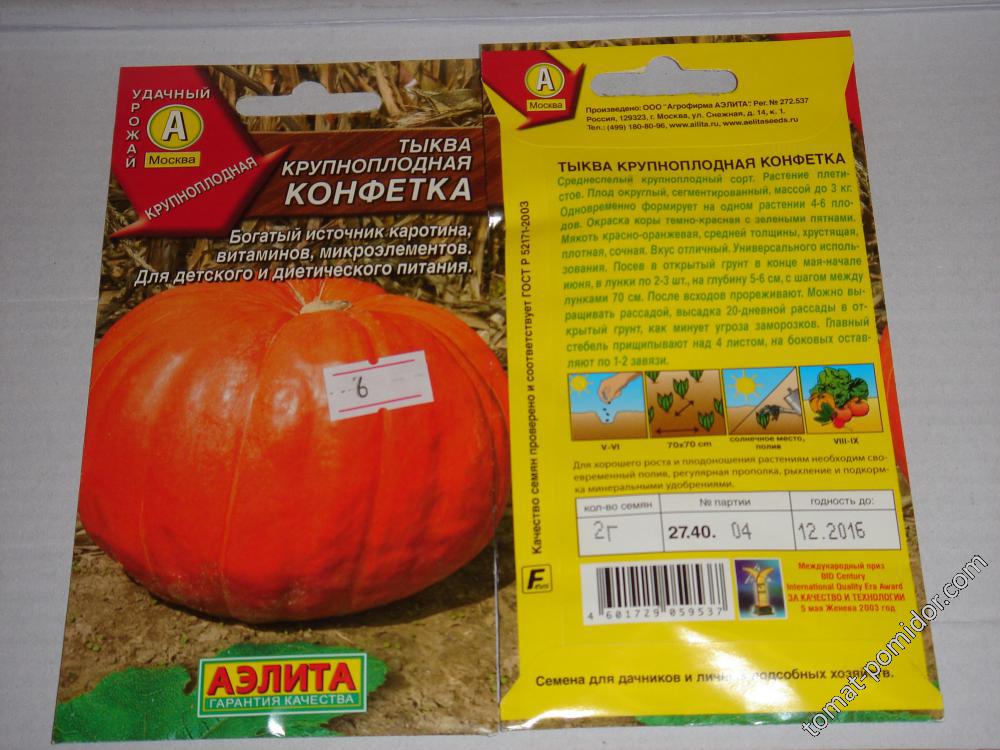 УДАЧНЫЙ
УРОЖАЙ
А
Москва
КРУПНОПЛОДНАЯ
ТЫКВА
КРУПНОПЛОДНАЯ
КОНФЕТКА
Богатый источник каротина,
витаминов, микроэлементов.
Для детского и диетического питания.
6
АЭЛИТА
ГАРАНТИЯ КАЧЕСТВА
А
Москва
Произведено: ООО "Агрофирма АЭЛИТА". Рег. № 272.537
Россия, 129323, г. Москва, ул. Снежная, д. 14, к. 1.
Тел.: (499) 180-80-96, www.ailita.ru, www.aelitaseeds.ru
ТЫКВА КРУПНОПЛОДНАЯ КОНФЕТКА
Среднеспелый крупноплодный сорт. Растение плети-
стое. Плод округлый, сегментированный, массой до 3 кг.
Одновременно формирует на одном растении 4-6 пло-
дов. Окраска коры темно-красная с зелеными пятнами.
Мякоть красно-оранжевая, средней толщины, хрустящая,
плотная, сочная. Вкус отличный. Универсального исполь-
зования. Посев в открытый грунт в конце мая-начале
июня, в лунки по 2-3 шт., на глубину 5-6 см, с шагом между
лунками 70 см. После всходов прореживают. Можно вы-
ращивать рассадой, высадка 20-дневной рассады в от-
крытый грунт, как минует угроза заморозков. Главный
стебель прищипывают над 4 листом, на боковых остав-
ляют по 1-2 завязи.
V-VI
70x70 cm
солнечное место,
полив
VIII-IX
Для хорошего роста и плодоношения растениям необходим сво-
евременный полив, регулярная прополка, рыхление и подкорм-
ка минеральными удобрениями.
кол-во семян
№ партии
годность до:
2г
27.40. 04
12.2016
Качество семян проверено и соответствует ГОСТ Р 52171-2003
F
4 601729 059537
Международный приз
BID Century
International Quality Era Award
ЗА КАЧЕСТВО И ТЕХНОЛОГИИ
5 мая Женева 2003 год
Семена для дачников и личных подсобных хозяйств.
tomat-pomidor.com